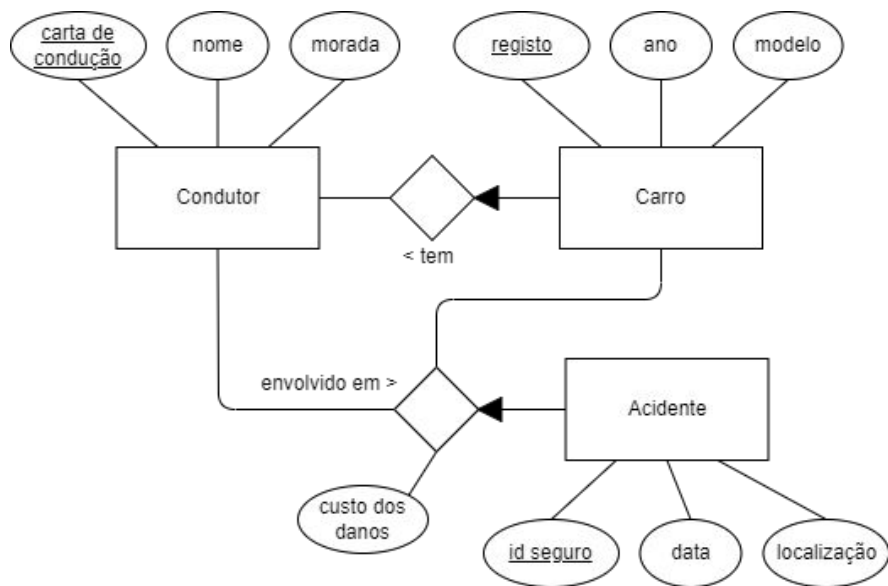 carta de
condução
nome
morada
registo
ano
modelo
Condutor
Carro
< tem
envolvido em >
Acidente
custo dos
danos
id seguro
data
localização